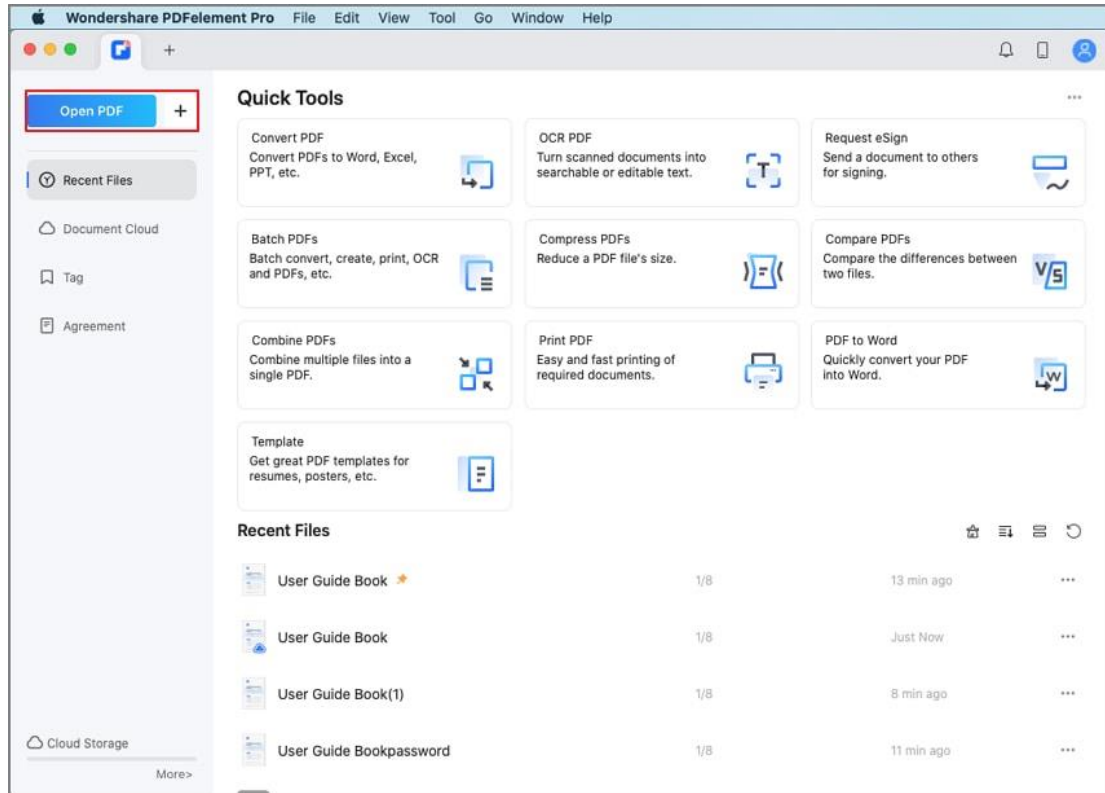 Wondershare PDFelement Pro File Edit View Tool Go Window Help
+
Open PDF +
Recent Files
Document Cloud
Tag
Agreement
Cloud Storage
More>
Quick Tools
Convert PDF
Convert PDFs to Word, Excel,
PPT, etc.
OCR PDF
Turn scanned documents into
searchable or editable text.
T
Request eSign
Send a document to others
for signing.
Batch PDFs
Batch convert, create, print, OCR
and PDFs, etc.
Compress PDFs
Reduce a PDF file's size.
Compare PDFs
Compare the differences between
two files.
V/S
Combine PDFs
Combine multiple files into a
single PDF.
Print PDF
Easy and fast printing of
required documents.
PDF to Word
Quickly convert your PDF
into Word.
W
Template
Get great PDF templates for
resumes, posters, etc.
Recent Files
User Guide Book 1/8 13 min ago
User Guide Book 1/8 Just Now
User Guide Book(1) 1/8 8 min ago
User Guide Bookpassword 1/8 11 min ago